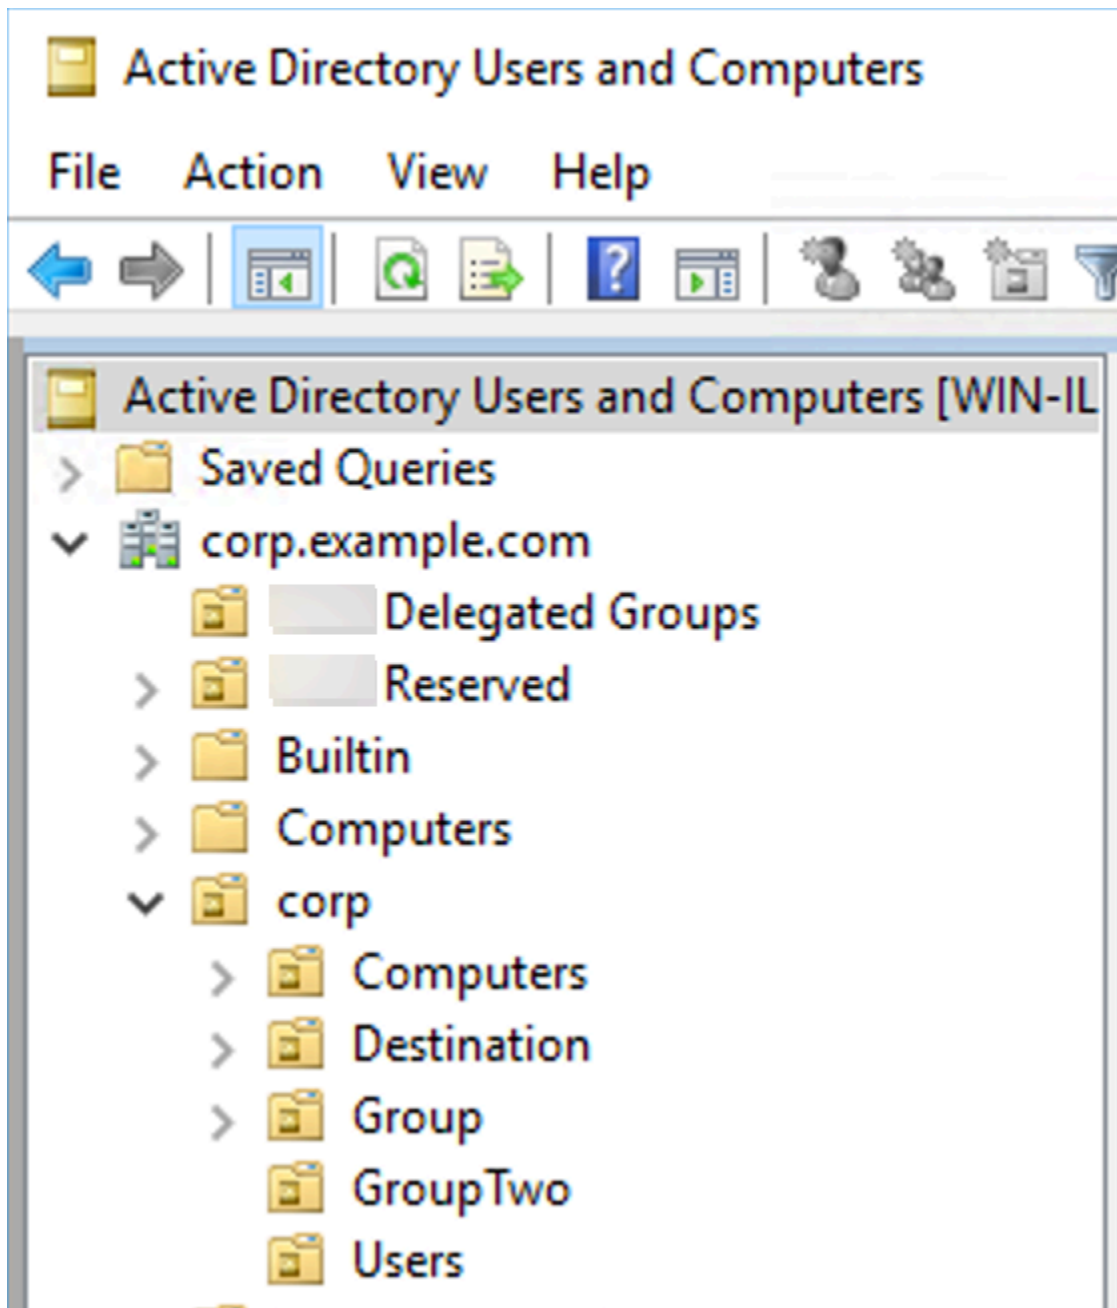 Active Directory Users and Computers
File Action View Help
Active Directory Users and Computers [WIN-IL
Saved Queries
corp.example.com
Delegated Groups
Reserved
Builtin
Computers
corp
Computers
Destination
Group
GroupTwo
Users